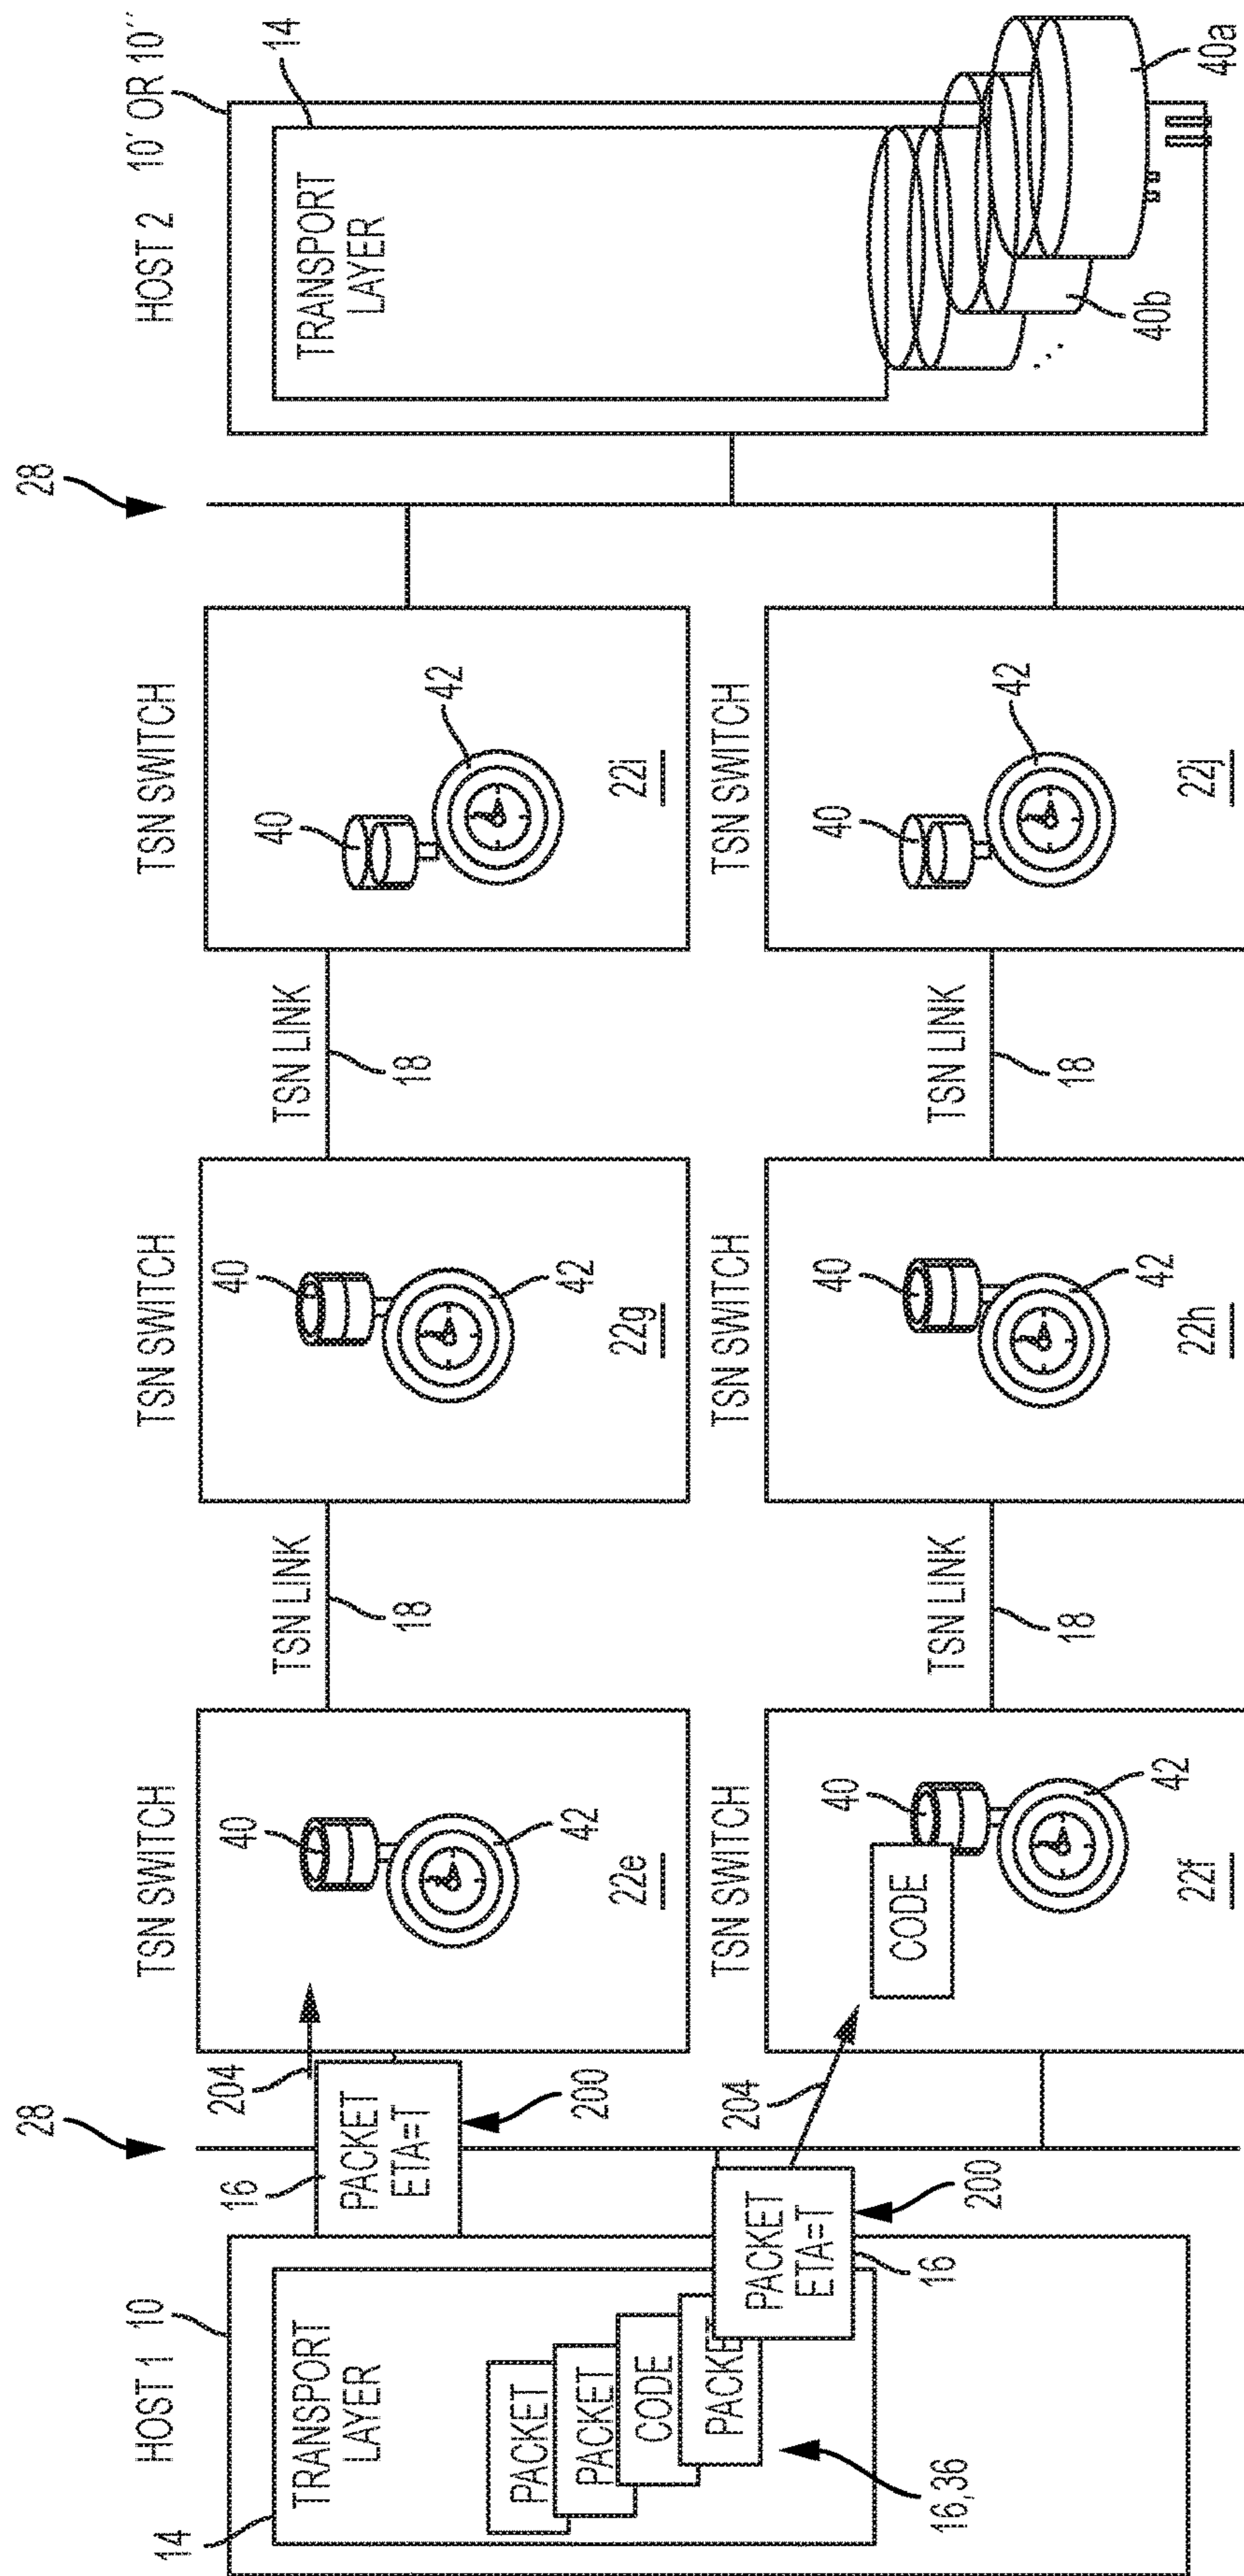 HOST 1 10
14
TRANSPORT
LAYER
PACKET
PACKET
CODE
PACKE
16,36
28
16
PACKET
ETA=T
200
204
PACKET
ETA=T
200
16
204
TSN SWITCH
40
42
22e
TSN SWITCH
CODE
40
42
22f
TSN LINK
18
TSN LINK
18
TSN SWITCH
40
42
22g
TSN SWITCH
40
42
22h
TSN LINK
18
TSN LINK
18
TSN SWITCH
40
42
22i
TSN SWITCH
40
42
22j
28
HOST 2 10′ OR 10″
14
TRANSPORT
LAYER
40b
...
40a